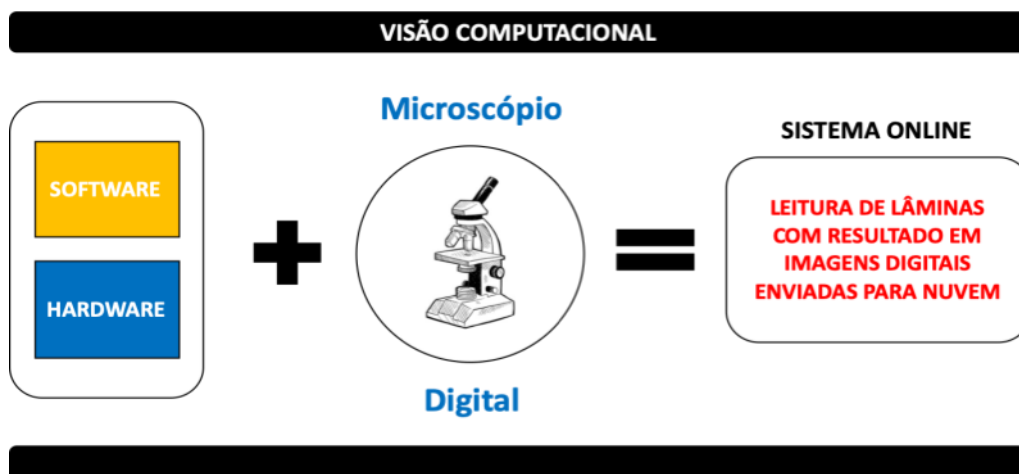 VISÃO COMPUTACIONAL
SOFTWARE
HARDWARE
Microscópio
Digital
SISTEMA ONLINE
LEITURA DE LÂMINAS
COM RESULTADO EM
IMAGENS DIGITAIS
ENVIADAS PARA NUVEM